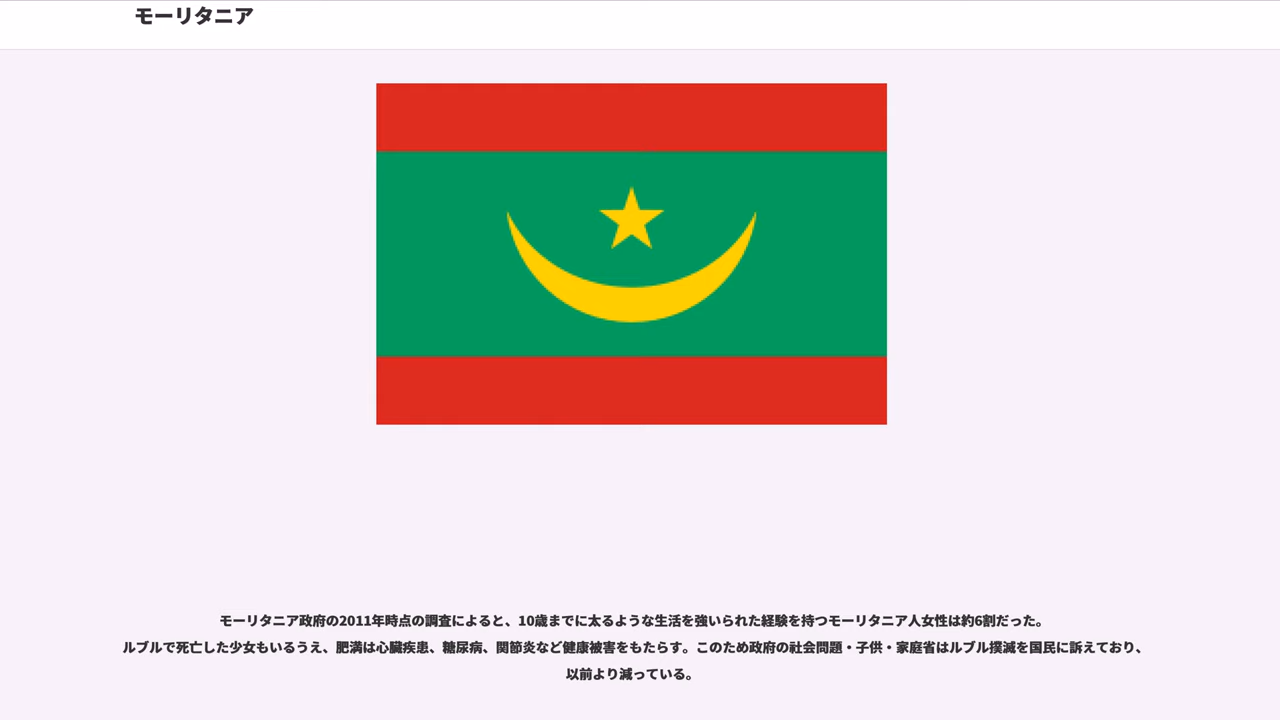 モーリタニア
モーリタニア政府の2011年時点の調査によると、10歳までに太るような生活を強いられた経験を持つモーリタニア人女性は約6割だった。
ルブルで死亡した少女もいるうえ、肥満は心臓疾患、糖尿病、関節炎など健康被害をもたらす。このため政府の社会問題・子供・家庭省はルブル撲滅を国民に訴えており、
以前より減っている。